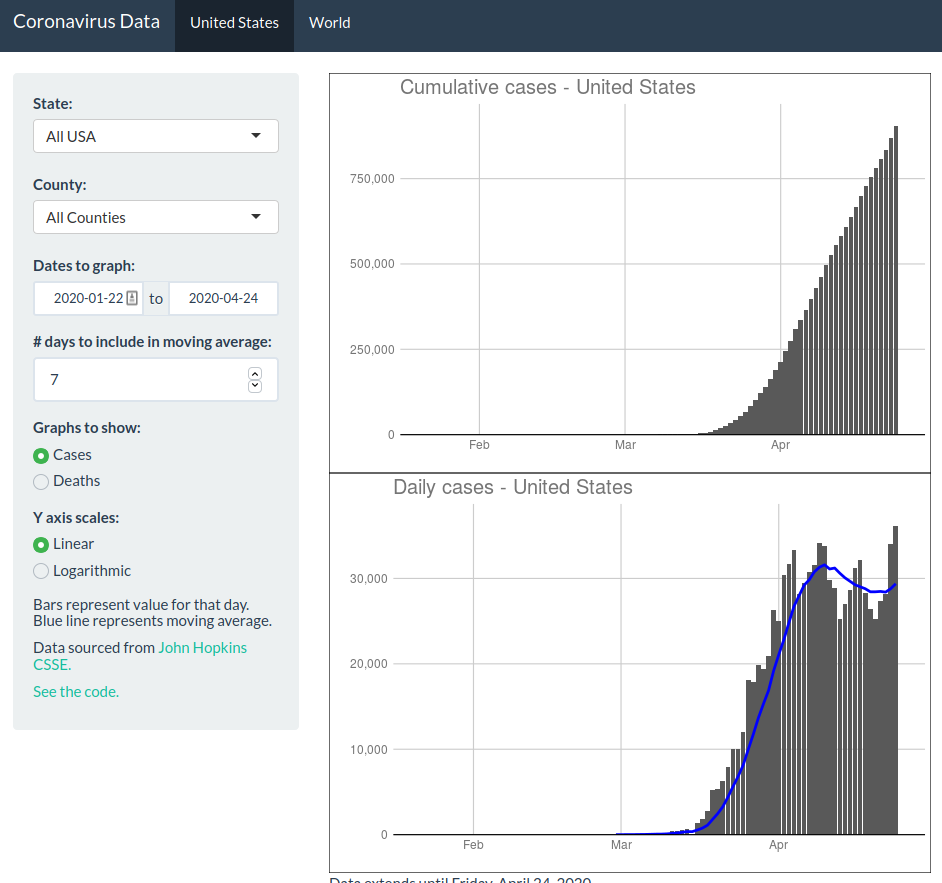 Coronavirus Data United States World
State:
All USA
County:
All Counties
Dates to graph:
2020-01-22 to 2020-04-24
# days to include in moving average:
7
Graphs to show:
Cases
Deaths
Y axis scales:
Linear
Logarithmic
Bars represent value for that day.
Blue line represents moving average.
Data sourced from John Hopkins
CSSE.
See the code.
Cumulative cases - United States
750,000
500,000
250,000
0
Feb Mar Apr
Daily cases - United States
30,000
20,000
10,000
0
Feb Mar Apr
Data extends until Friday, April 24, 2020